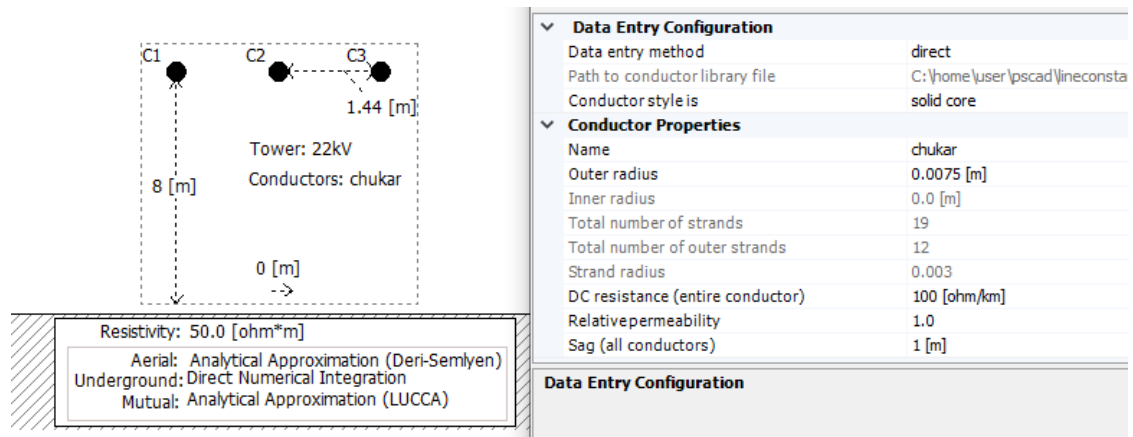 C1
C2
C3
1.44 [m]
Tower: 22kV
Conductors: chukar
8 [m]
0 [m]
Resistivity: 50.0 [ohm*m]
Aerial: Analytical Approximation (Deri-Semlyen)
Underground: Direct Numerical Integration
Mutual: Analytical Approximation (LUCCA)
Data Entry Configuration
Data entry method direct
Path to conductor library file C:\home\user\pscad\lineconsta
Conductor style is solid core
Conductor Properties
Name chukar
Outer radius 0.0075 [m]
Inner radius 0.0 [m]
Total number of strands 19
Total number of outer strands 12
Strand radius 0.003
DC resistance (entire conductor) 100 [ohm/km]
Relative permeability 1.0
Sag (all conductors) 1 [m]
Data Entry Configuration